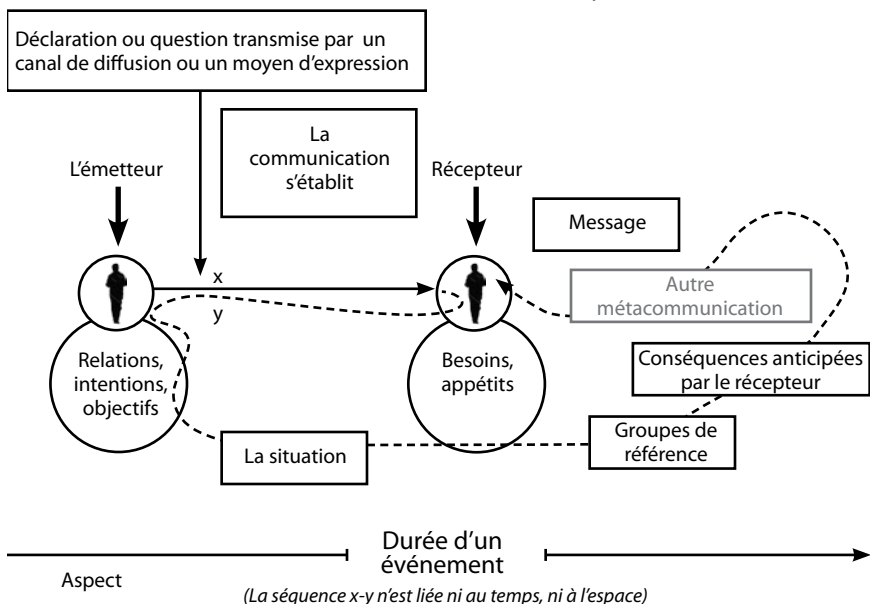 Déclaration ou question transmise par un
canal de diffusion ou un moyen d'expression
La
communication
s'établit
L'émetteur
Récepteur
Message
x
y
Autre
métacommunication
Relations,
intentions,
objectifs
Besoins,
appétits
Conséquences anticipées
par le récepteur
La situation
Groupes de
référence
Durée d'un
événement
Aspect
(La séquence x-y n'est liée ni au temps, ni à l'espace)